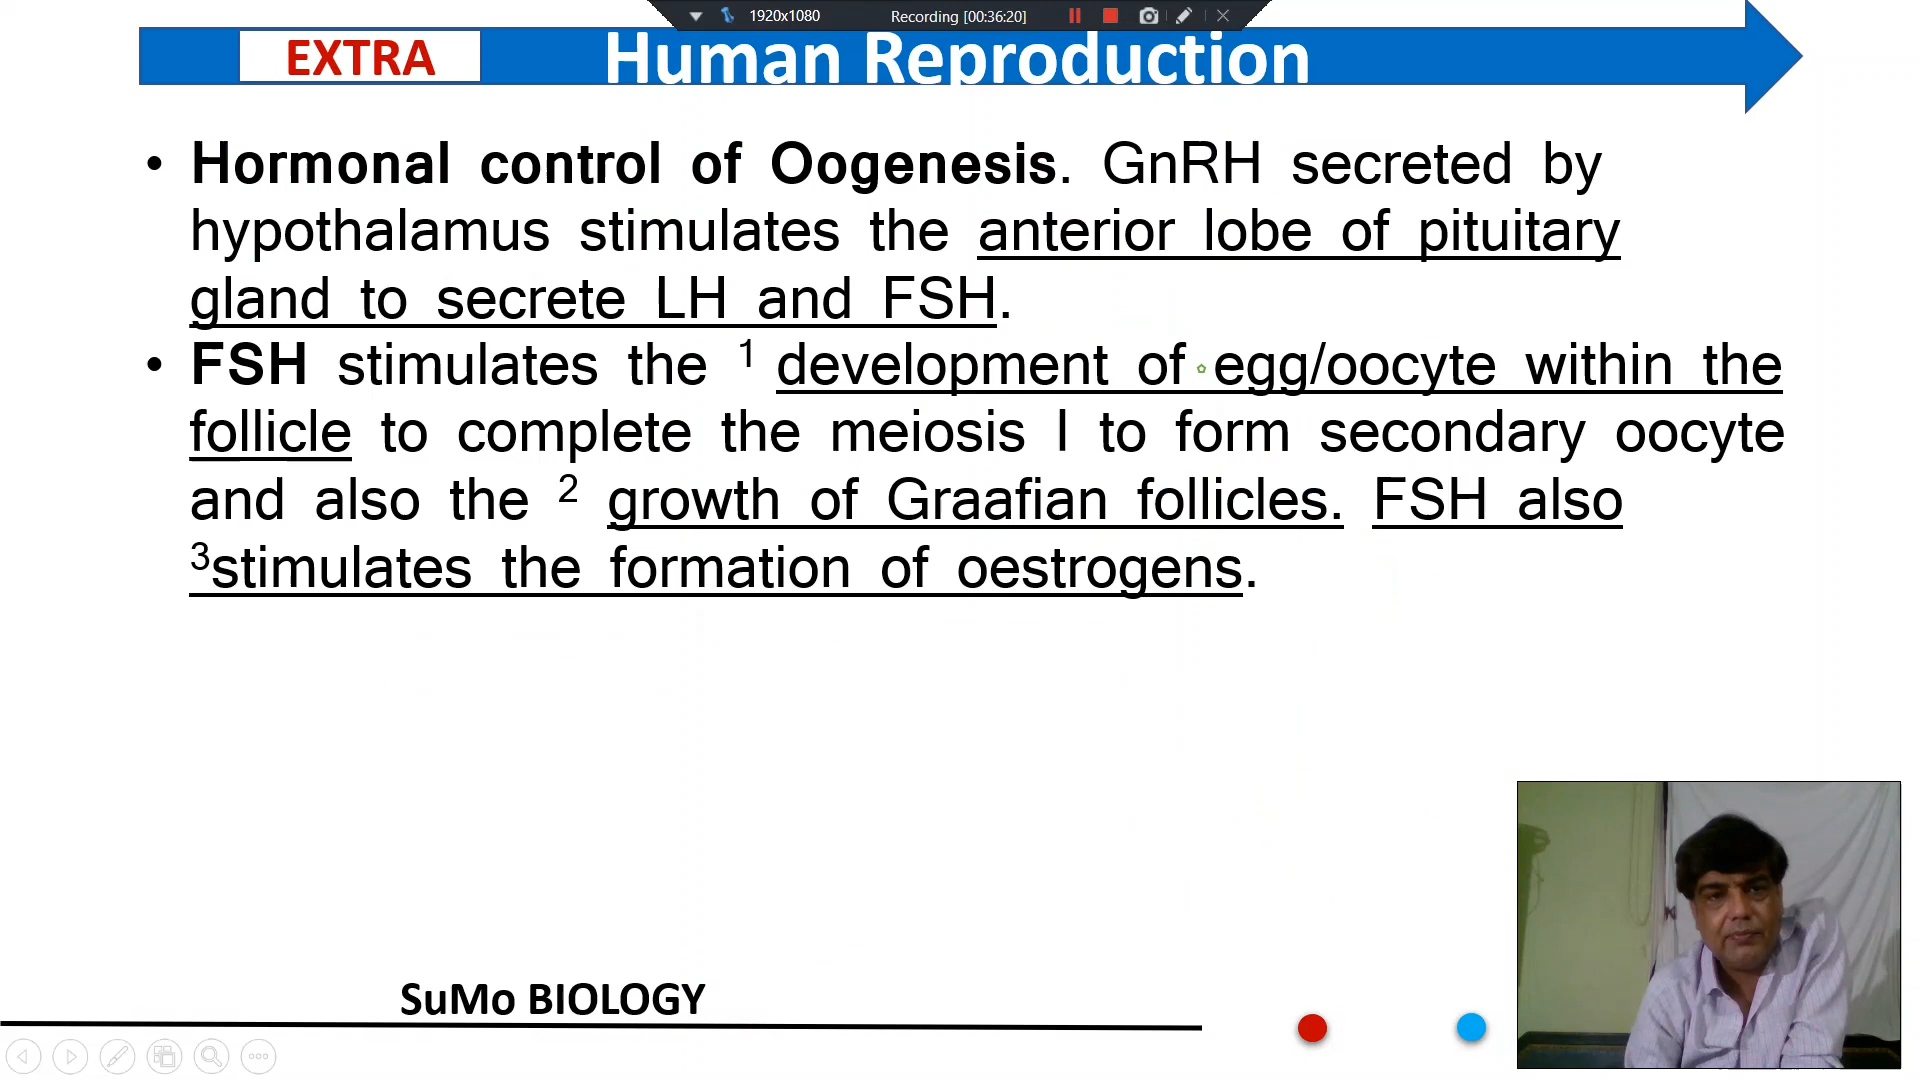 1920x1080 Recording [00:36:20]
EXTRA Human Reproduction
• Hormonal control of Oogenesis. GnRH secreted by
hypothalamus stimulates the anterior lobe of pituitary
gland to secrete LH and FSH.
• FSH stimulates the 1 development of egg/oocyte within the
follicle to complete the meiosis I to form secondary oocyte
and also the 2 growth of Graafian follicles. FSH also
3stimulates the formation of oestrogens.
SuMo BIOLOGY